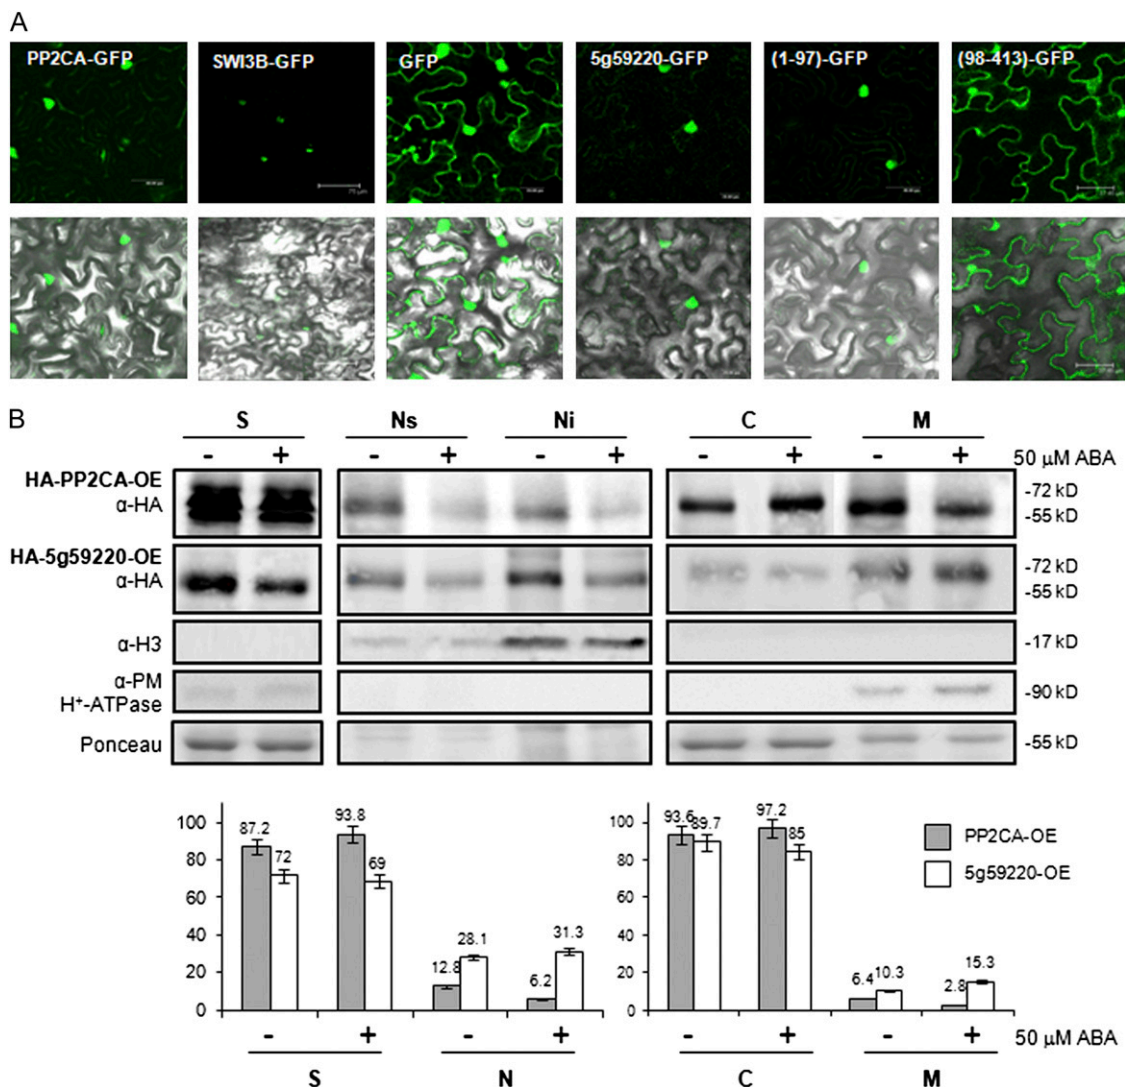 A
PP2CA-GFP SWI3B-GFP GFP 5g59220-GFP (1-97)-GFP (98-413)-GFP
75 µm
B
S Ns Ni C M
- + - + - + - + - + 50 µM ABA
HA-PP2CA-OE
α-HA
-72 kD
-55 kD
HA-5g59220-OE
α-HA
-72 kD
-55 kD
α-H3 -17 kD
α-PM
H⁺-ATPase
-90 kD
Ponceau -55 kD
100
80
60
40
20
0
87.2 72 93.8 69 12.8 28.1 6.2 31.3
- + - +
S N
100
80
60
40
20
0
93.6 89.7 97.2 85 6.4 10.3 2.8 15.3
PP2CA-OE
5g59220-OE
- + - + 50 µM ABA
C M